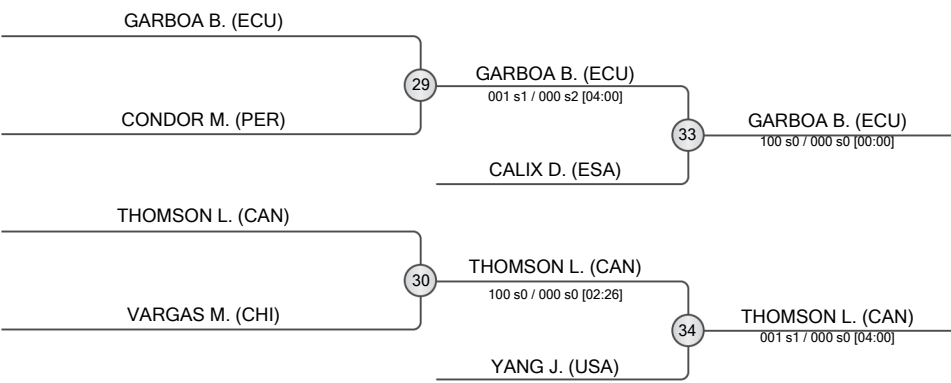 GARBOA B. (ECU)
29
GARBOA B. (ECU)
001 s1 / 000 s2 [04:00]
CONDOR M. (PER)
33
GARBOA B. (ECU)
100 s0 / 000 s0 [00:00]
CALIX D. (ESA)
THOMSON L. (CAN)
30
THOMSON L. (CAN)
100 s0 / 000 s0 [02:26]
VARGAS M. (CHI)
34
THOMSON L. (CAN)
001 s1 / 000 s0 [04:00]
YANG J. (USA)